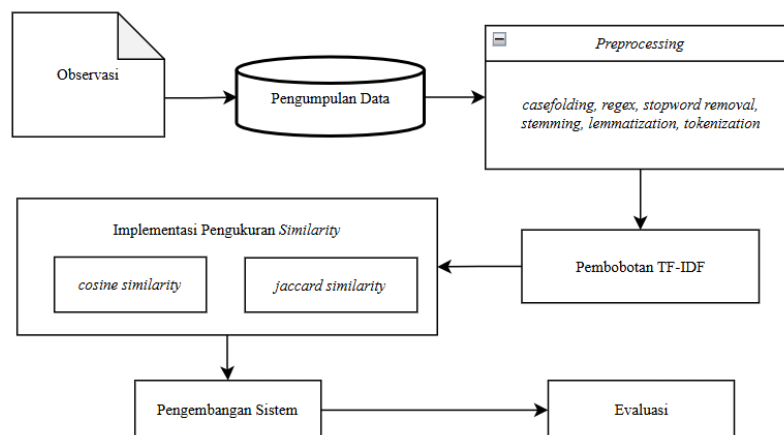 Observasi
Pengumpulan Data
Preprocessing
casefolding, regex, stopword removal,
stemming, lemmatization, tokenization
Implementasi Pengukuran Similarity
cosine similarity
jaccard similarity
Pembobotan TF-IDF
Pengembangan Sistem
Evaluasi